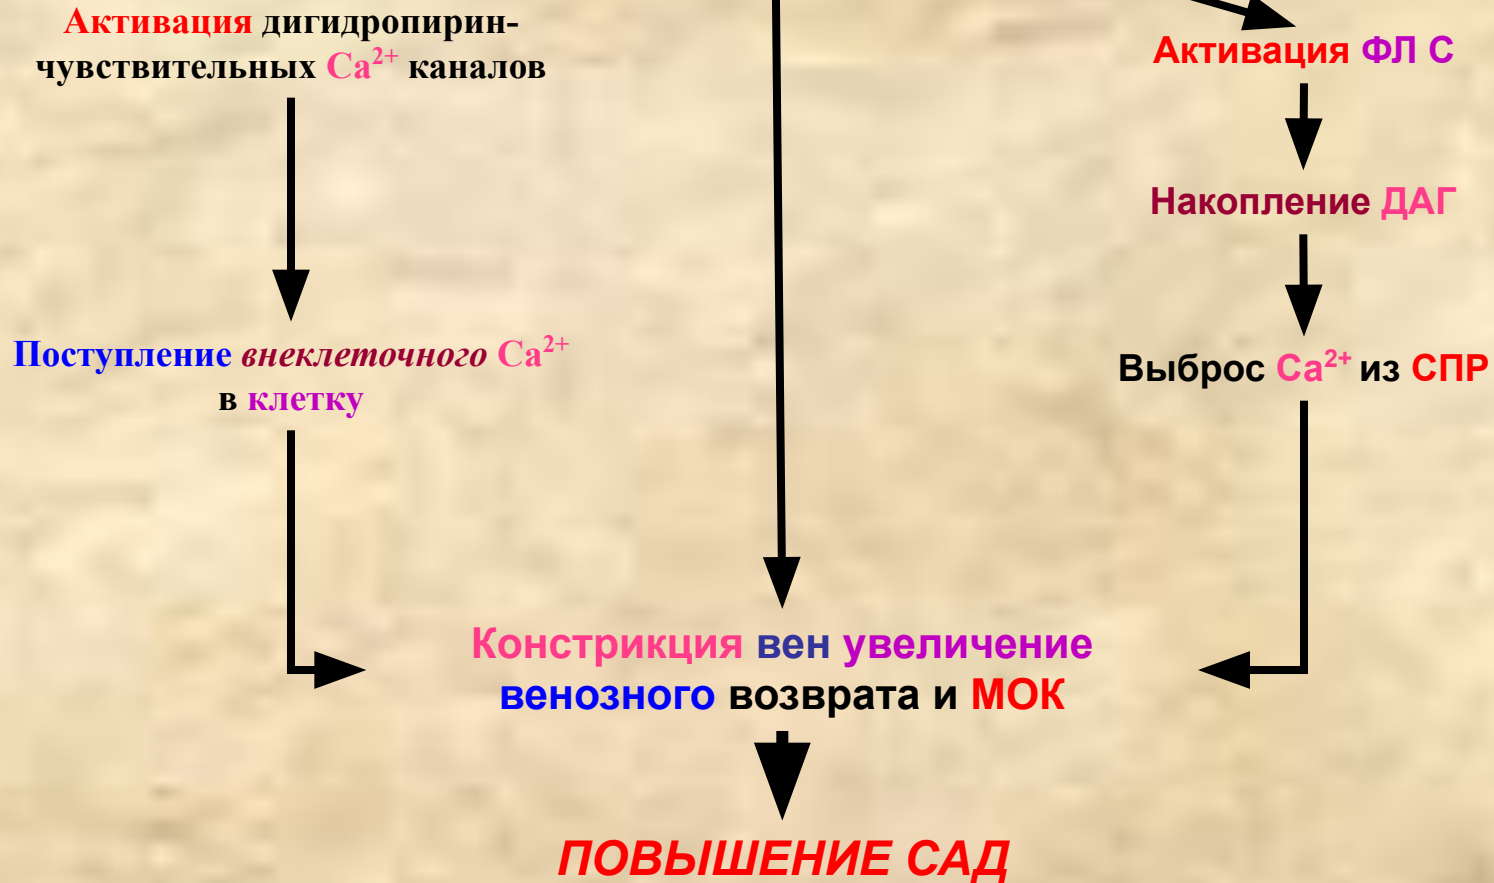 Активация дигидропирин-
чувствительных Ca²⁺ каналов
Активация ФЛ С
Накопление ДАГ
Поступление внеклеточного Ca²⁺
в клетку
Выброс Ca²⁺ из СПР
Констрикция вен увеличение
венозного возврата и МОК
ПОВЫШЕНИЕ САД